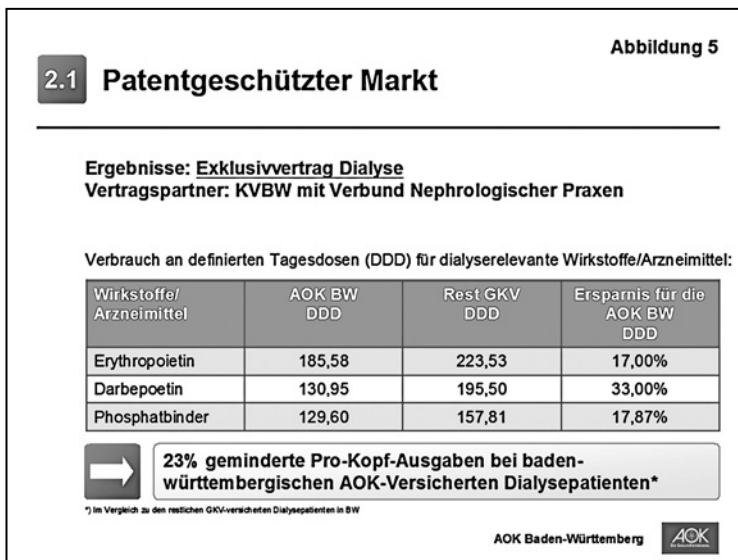 Abbildung 5
2.1 Patentgeschützter Markt
Ergebnisse: Exklusivvertrag Dialyse
Vertragspartner: KVBW mit Verbund Nephrologischer Praxen
Verbrauch an definierten Tagesdosen (DDD) für dialyserelevante Wirkstoffe/Arzneimittel:
Wirkstoffe/ Arzneimittel AOK BW DDD Rest GKV DDD Ersparnis für die AOK BW DDD
Erythropoietin 185,58 223,53 17,00%
Darbepoetin 130,95 195,50 33,00%
Phosphatbinder 129,60 157,81 17,87%
23% geminderte Pro-Kopf-Ausgaben bei baden-
württembergischen AOK-Versicherten Dialysepatienten*
*) Im Vergleich zu den restlichen GKV-versicherten Dialysepatienten in BW
AOK Baden-Württemberg AOK